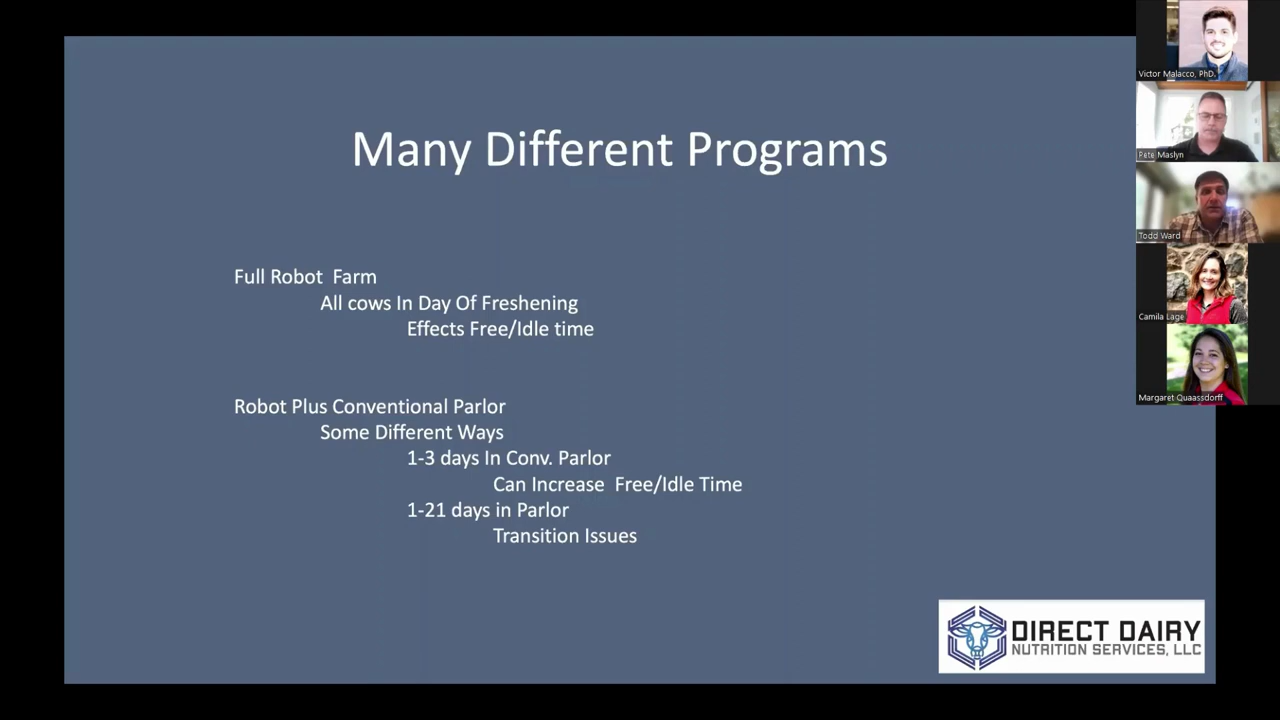 Many Different Programs
Full Robot Farm
All cows In Day Of Freshening
Effects Free/Idle time
Robot Plus Conventional Parlor
Some Different Ways
1-3 days In Conv. Parlor
Can Increase Free/Idle Time
1-21 days in Parlor
Transition Issues
DIRECT DAIRY
NUTRITION SERVICES, LLC
Victor Malacco, PhD.
Pete Maslyn
Todd Ward
Camila Lage
Margaret Quaassdorff